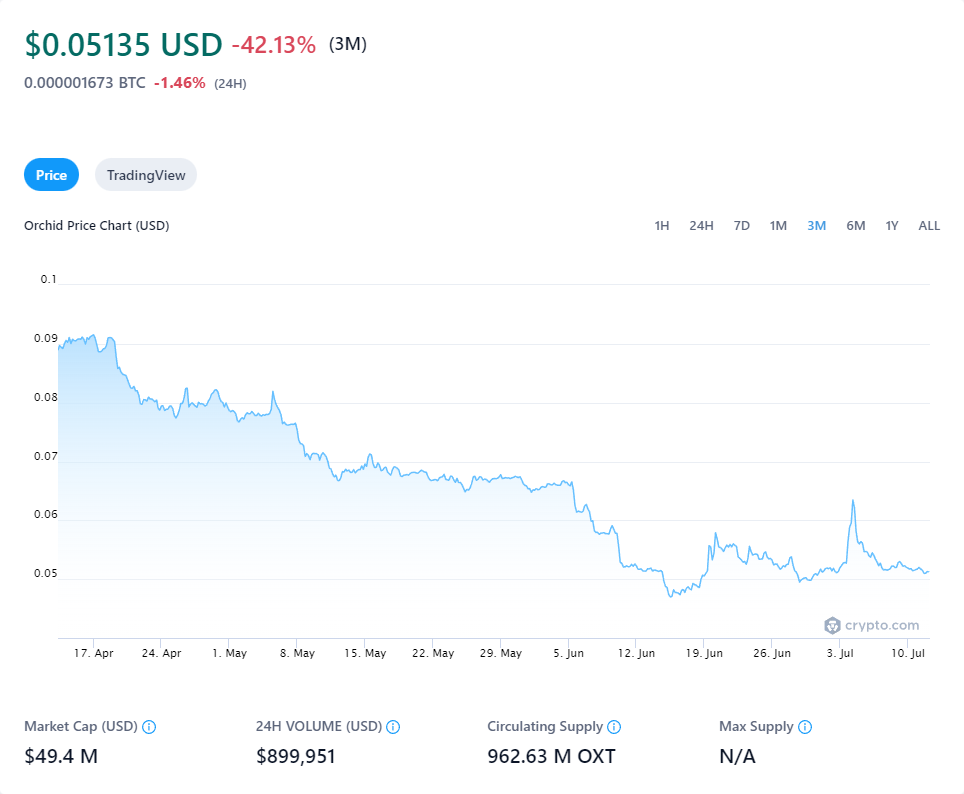 $0.05135 USD -42.13% (3M)
0.000001673 BTC -1.46% (24H)
Price TradingView
Orchid Price Chart (USD) 1H 24H 7D 1M 3M 6M 1Y ALL
0.1
0.09
0.08
0.07
0.06
0.05
crypto.com
17. Apr 24. Apr 1. May 8. May 15. May 22. May 29. May 5. Jun 12. Jun 19. Jun 26. Jun 3. Jul 10. Jul
Market Cap (USD) 24H VOLUME (USD) Circulating Supply Max Supply
$49.4 M $899,951 962.63 M OXT N/A